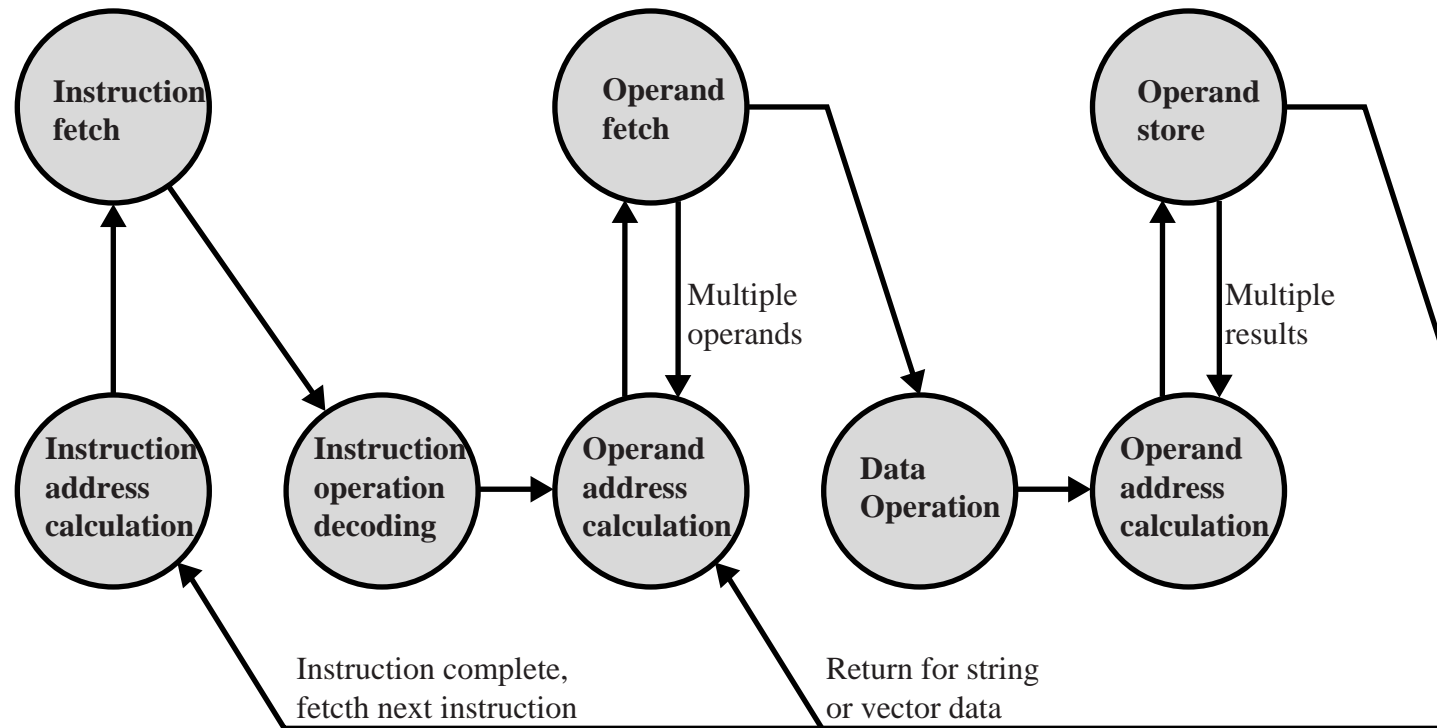 Instruction
fetch
Operand
fetch
Operand
store
Multiple
operands
Multiple
results
Instruction
address
calculation
Instruction
operation
decoding
Operand
address
calculation
Data
Operation
Operand
address
calculation
Instruction complete,
fetcth next instruction
Return for string
or vector data